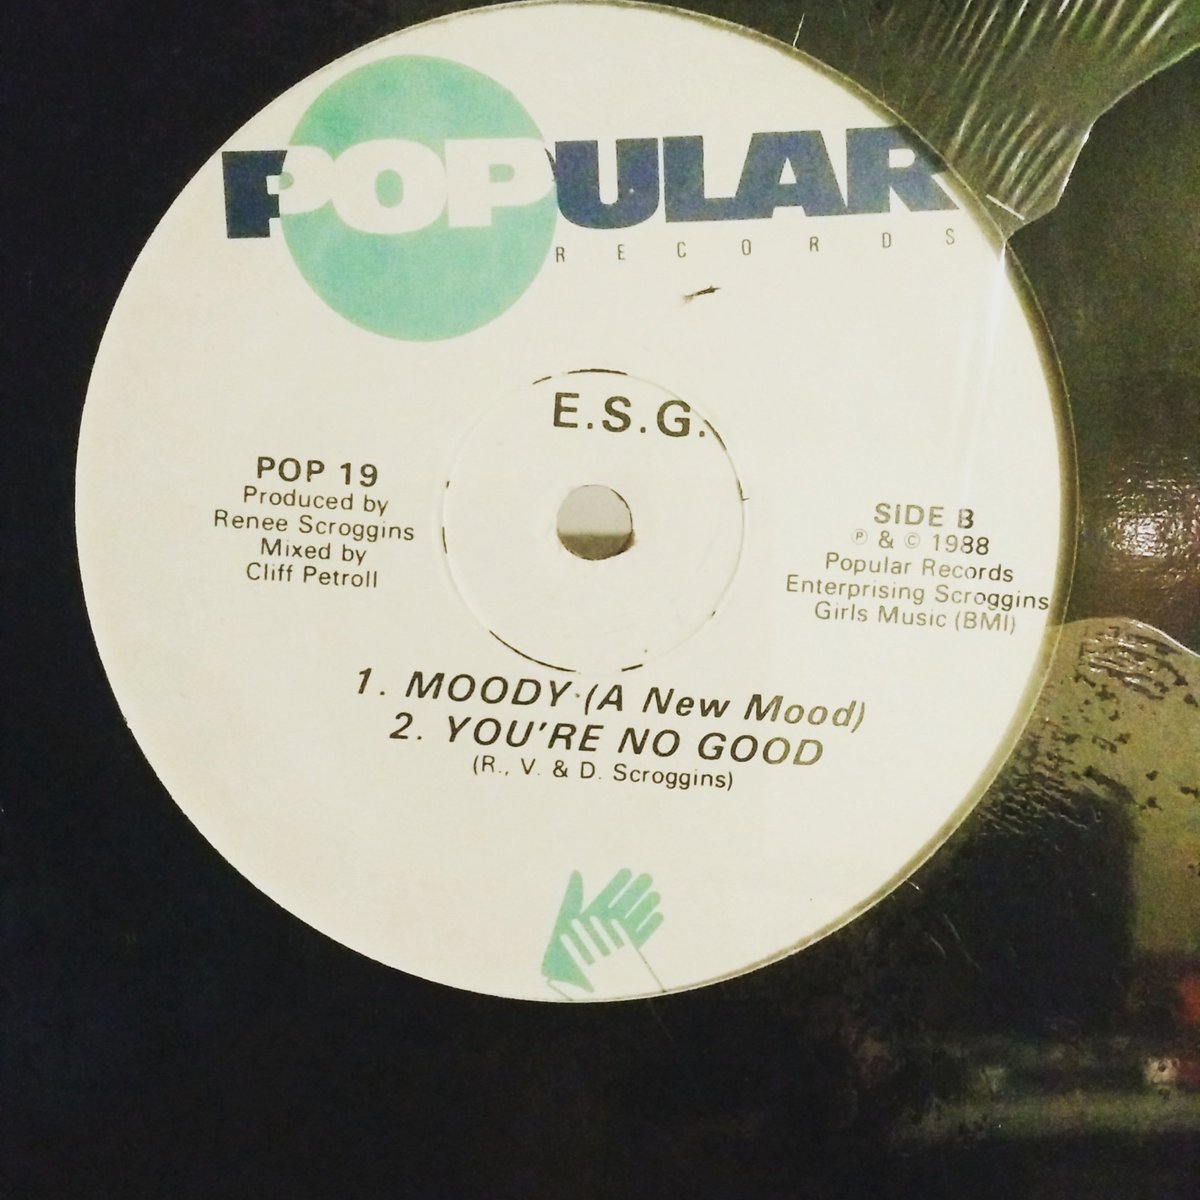 POPULAR
RECORDS
E.S.G.
POP 19
Produced by
Renee Scroggins
Mixed by
Cliff Petroll
SIDE B
℗ & © 1988
Popular Records
Enterprising Scroggins
Girls Music (BMI)
1. MOODY (A New Mood)
2. YOU'RE NO GOOD
(R., V. & D. Scroggins)